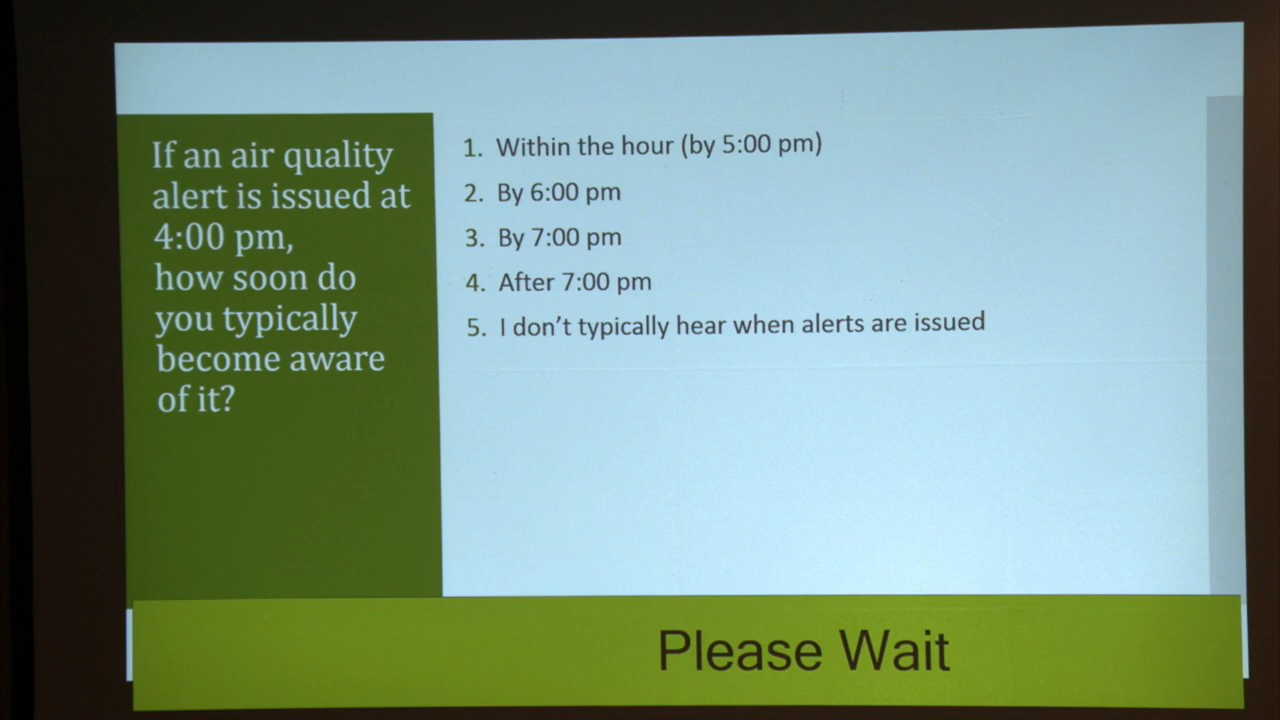 If an air quality
alert is issued at
4:00 pm,
how soon do
you typically
become aware
of it?
1. Within the hour (by 5:00 pm)
2. By 6:00 pm
3. By 7:00 pm
4. After 7:00 pm
5. I don't typically hear when alerts are issued
Please Wait